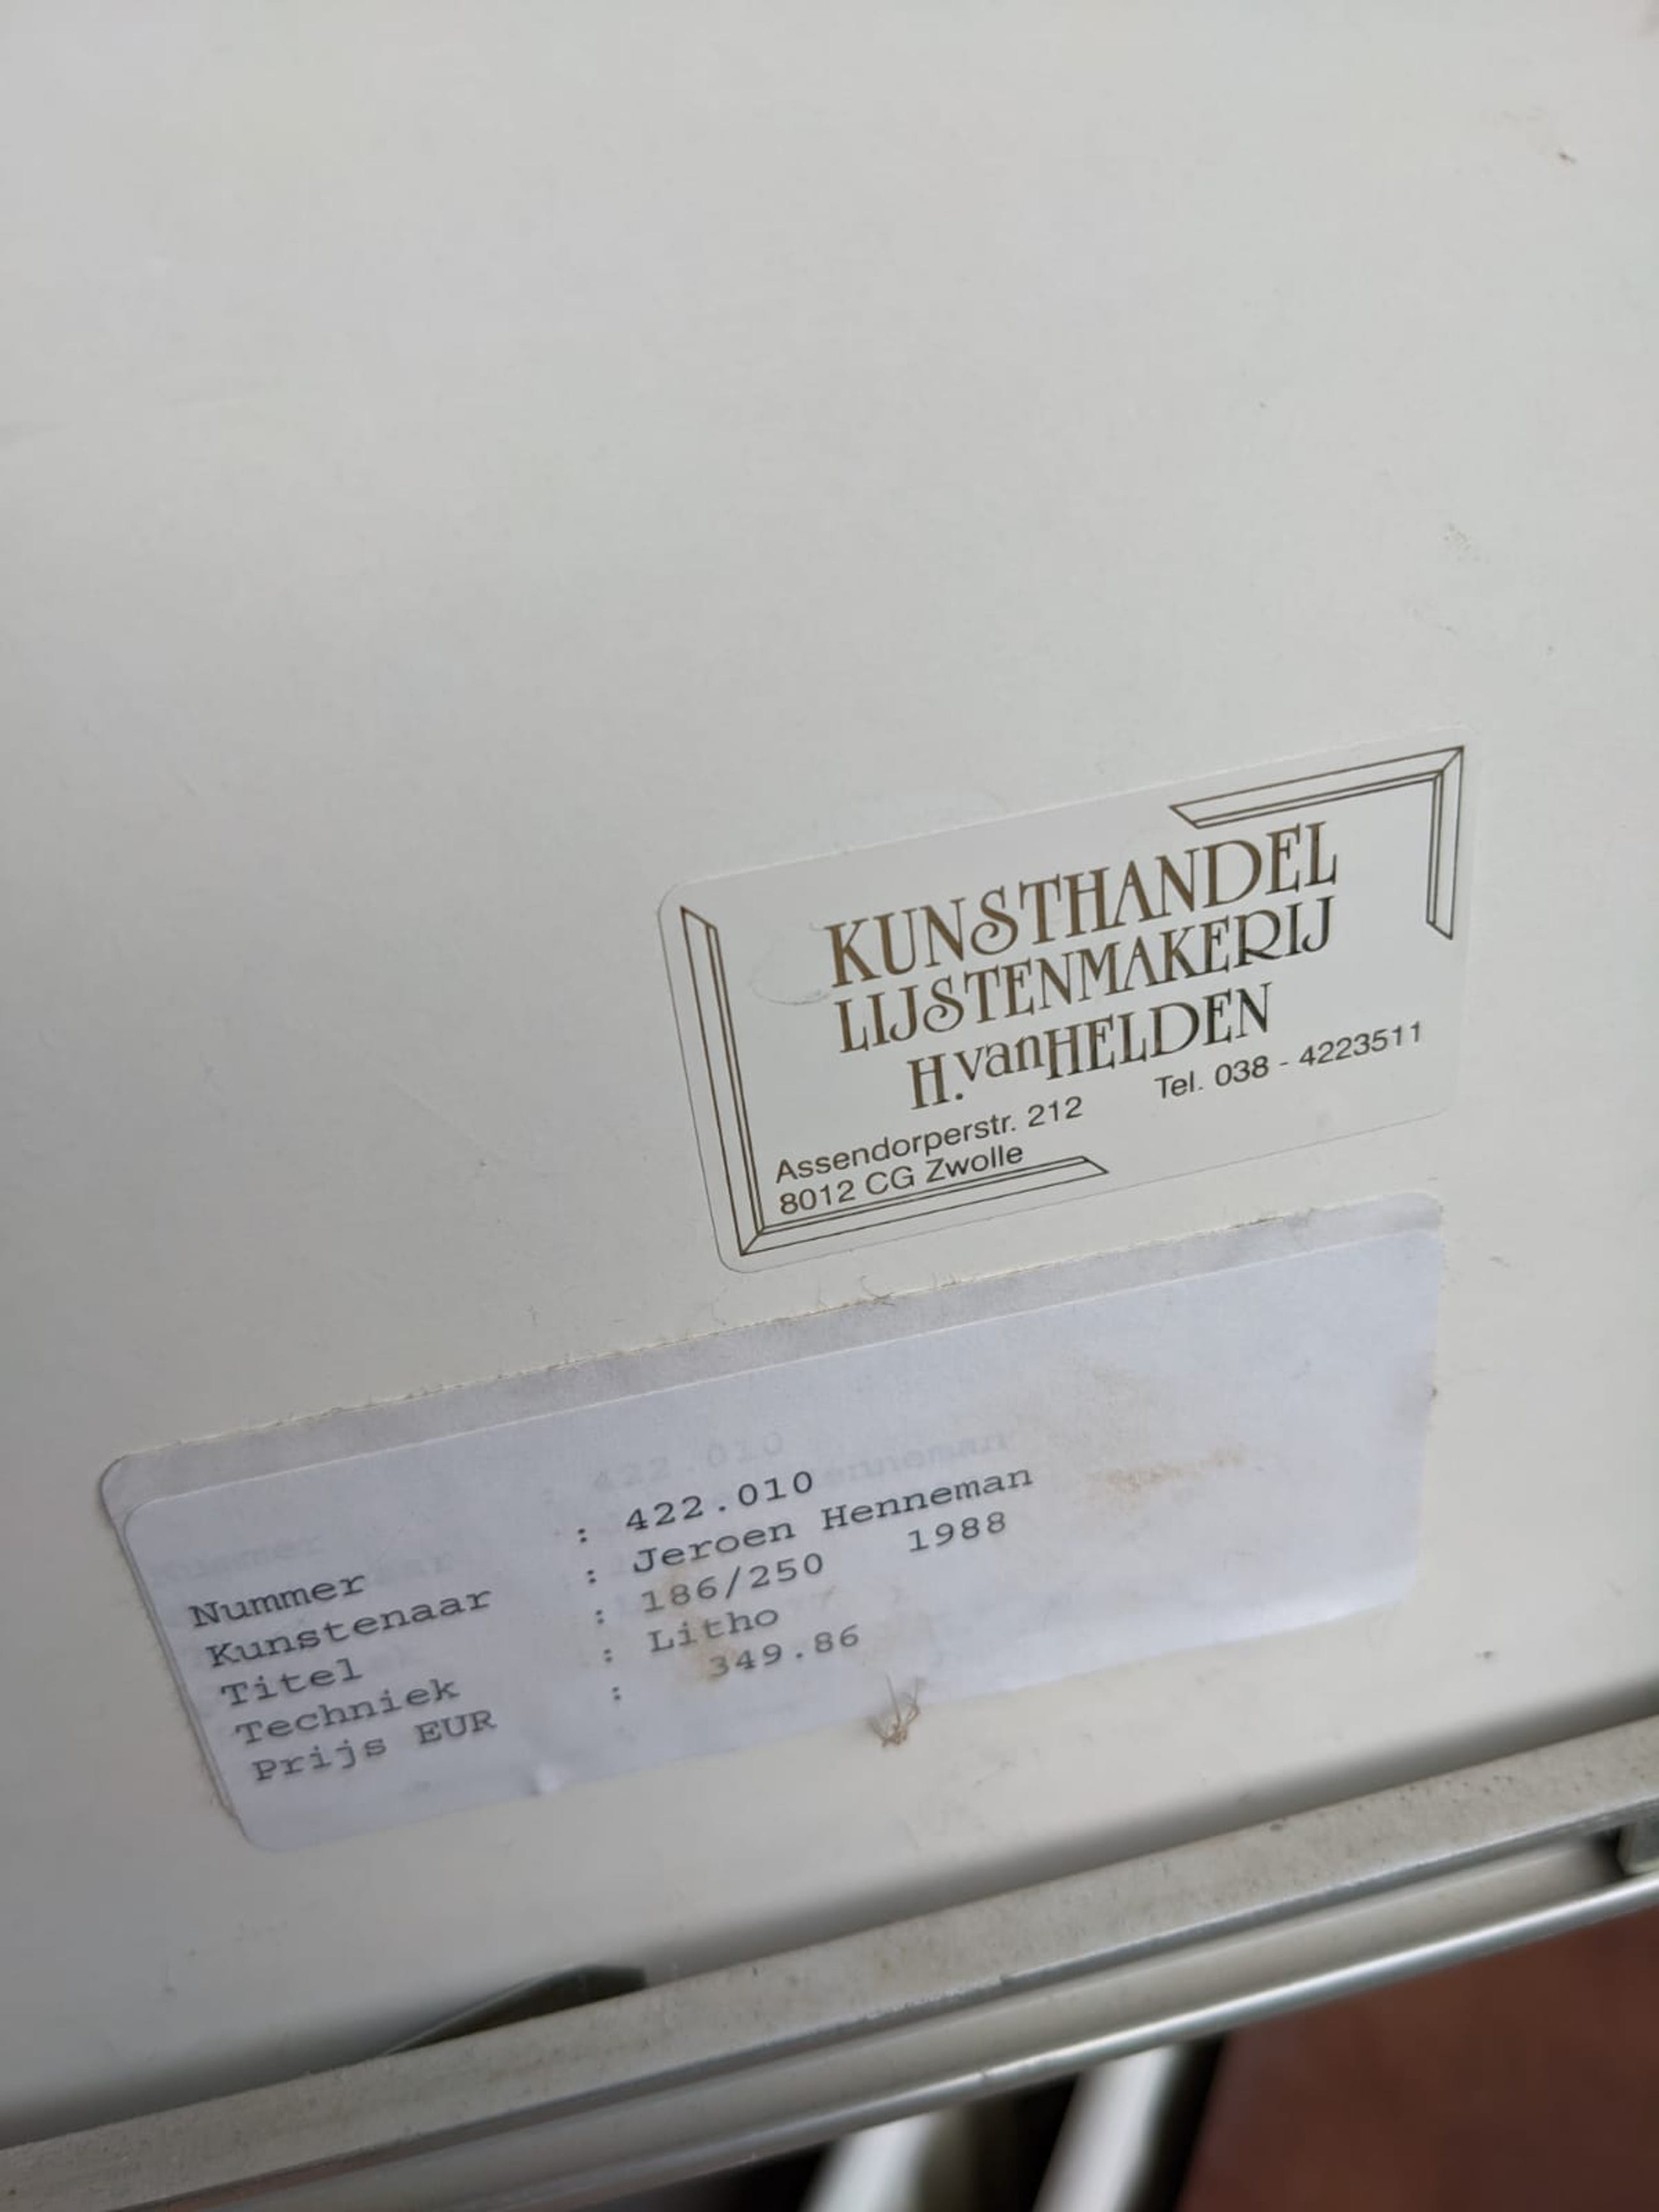 KUNSTHANDEL
LIJSTENMAKERIJ
H.vanHELDEN
Assendorperstr. 212
8012 CG Zwolle
Tel. 038 - 4223511
Nummer : 422.010
Kunstenaar : Jeroen Henneman
Titel : 186/250 1988
Techniek : Litho
Prijs EUR : 349.86